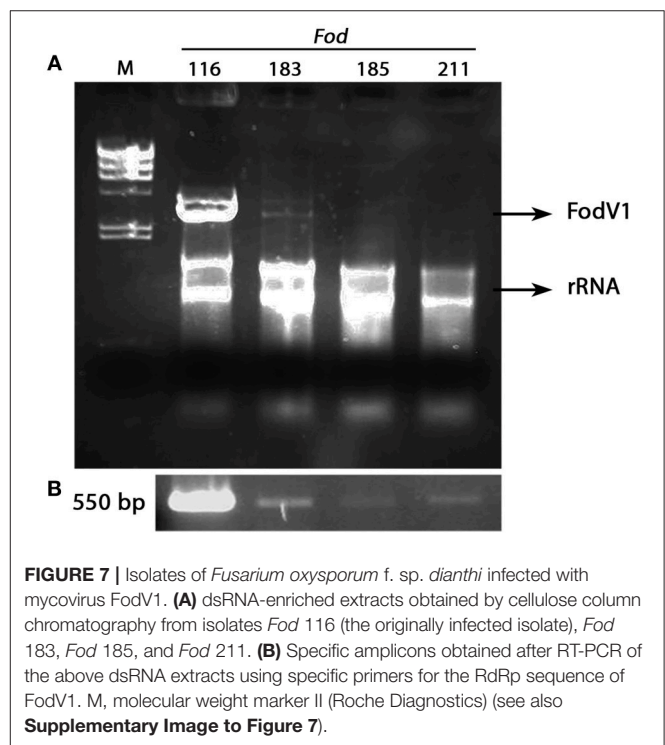 Fod
A
M
116
183
185
211
FodV1
rRNA
B
550 bp
FIGURE 7 | Isolates of Fusarium oxysporum f. sp. dianthi infected with
mycovirus FodV1. (A) dsRNA-enriched extracts obtained by cellulose column
chromatography from isolates Fod 116 (the originally infected isolate), Fod
183, Fod 185, and Fod 211. (B) Specific amplicons obtained after RT-PCR of
the above dsRNA extracts using specific primers for the RdRp sequence of
FodV1. M, molecular weight marker II (Roche Diagnostics) (see also
Supplementary Image to Figure 7).